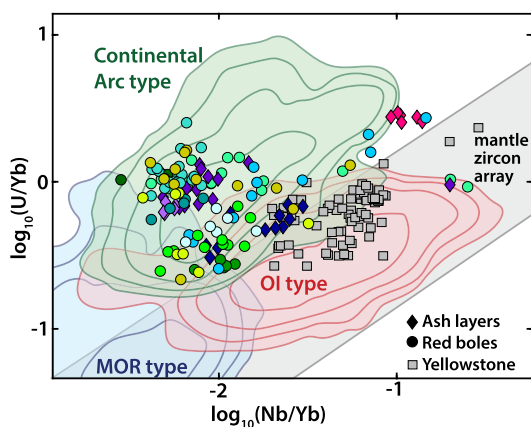 1
Continental
Arc type
log10(U/Yb)
0
mantle
zircon
array
OI type
-1
MOR type
Ash layers
Red boles
Yellowstone
-2
-1
log10(Nb/Yb)